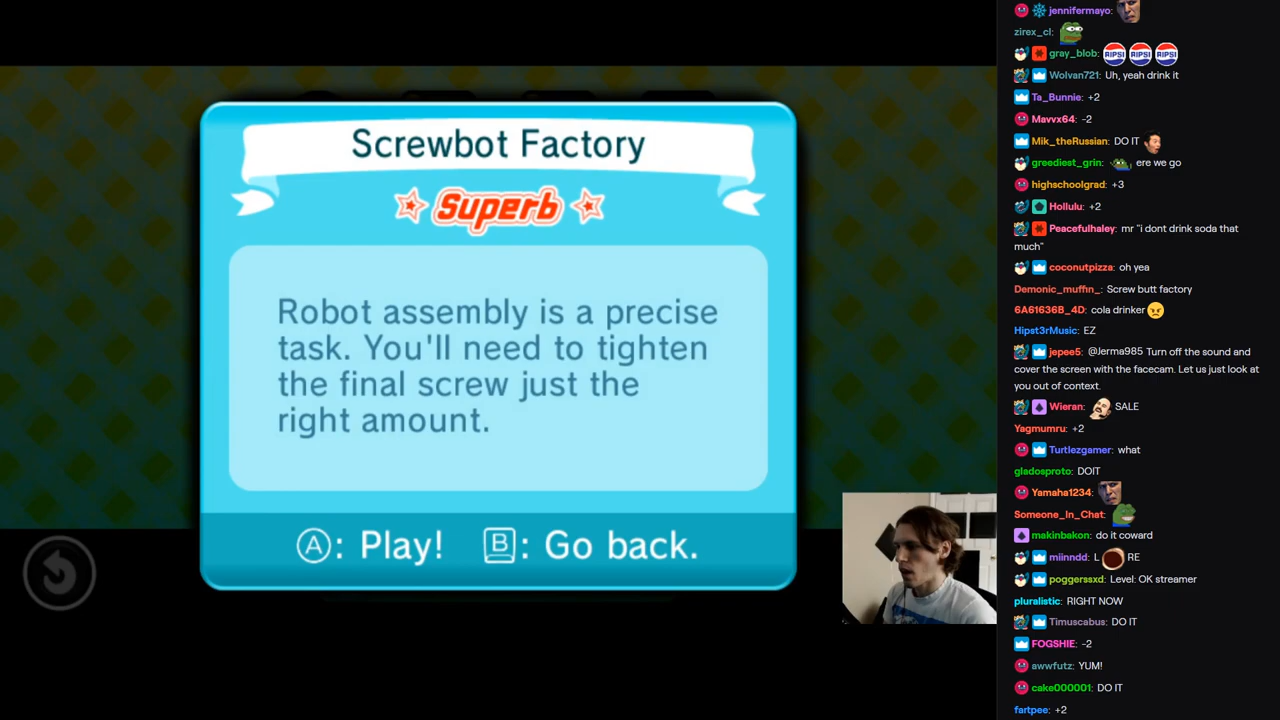 Screwbot Factory
Superb
Robot assembly is a precise
task. You'll need to tighten
the final screw just the
right amount.
A: Play! B: Go back.
jennifermayo:
zirex_cl:
gray_blob: RIPSI RIPSI RIPSI
Wolvan721: Uh, yeah drink it
Ta_Bunnie: +2
Mavvx64: -2
Mik_theRussian: DO IT
greediest_grin: ere we go
highschoolgrad: +3
Hollulu: +2
Peacefulhaley: mr "i dont drink soda that
much"
coconutpizza: oh yea
Demonic_muffin_: Screw butt factory
6A61636B_4D: cola drinker
Hipst3rMusic: EZ
jepee5: @Jerma985 Turn off the sound and
cover the screen with the facecam. Let us just look at
you out of context.
Wieran: SALE
Yagmumru: +2
Turtlezgamer: what
gladosproto: DOIT
Yamaha1234:
Someone_In_Chat:
makinbakon: do it coward
miinndd: L RE
poggerssxd: Level: OK streamer
pluralistic: RIGHT NOW
Timuscabus: DO IT
FOGSHIE: -2
awwfutz: YUM!
cake000001: DO IT
fartpee: +2